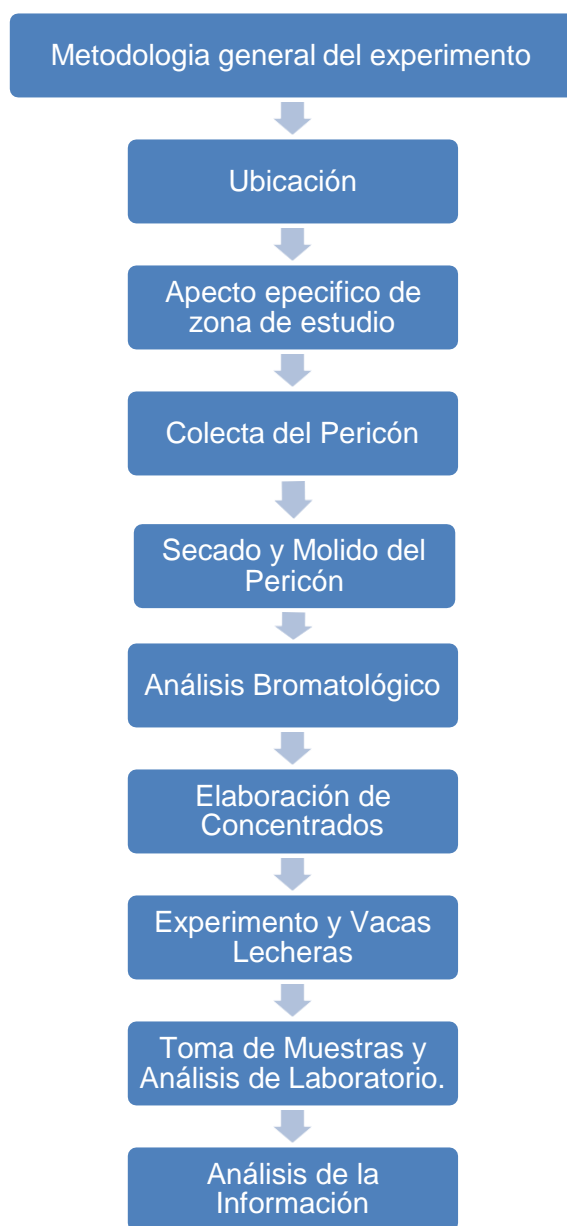 Metodologia general del experimento
Ubicación
Apecto epecifico de
zona de estudio
Colecta del Pericón
Secado y Molido del
Pericón
Análisis Bromatológico
Elaboración de
Concentrados
Experimento y Vacas
Lecheras
Toma de Muestras y
Análisis de Laboratorio.
Análisis de la
Información